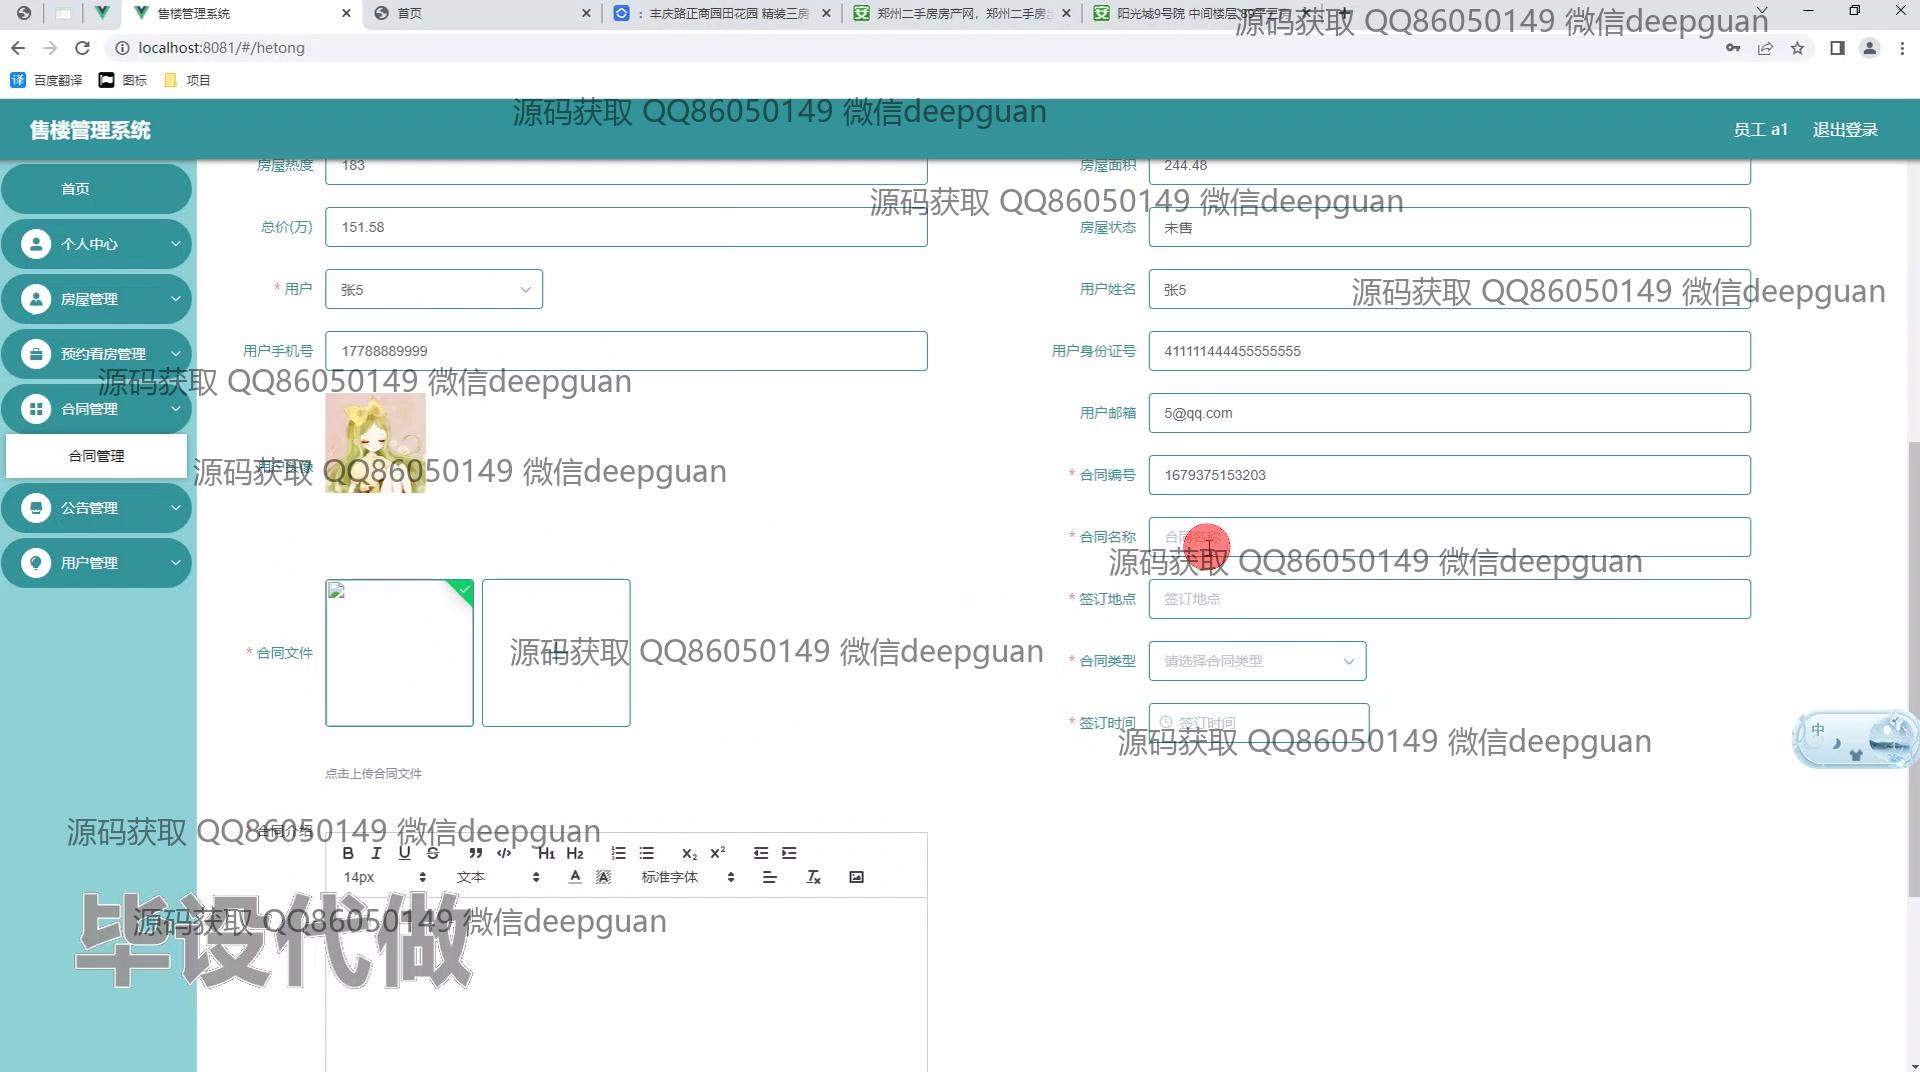 售楼管理系统
首页
：丰庆路正商园田花园 精装三房
郑州二手房房产网，郑州二手房
阳光城9号院 中间楼层
源码获取 QQ86050149 微信deepguan
localhost:8081/#/hetong
百度翻译 图标 项目
源码获取 QQ86050149 微信deepguan
售楼管理系统
员工 a1 退出登录
首页
房屋热度 183
房屋面积 244.48
源码获取 QQ86050149 微信deepguan
总价(万) 151.58
房屋状态 未售
个人中心
* 用户 张5
用户姓名 张5
源码获取 QQ86050149 微信deepguan
房屋管理
用户手机号 17788889999
用户身份证号 411111444455555555
预约看房管理
源码获取 QQ86050149 微信deepguan
合同管理
用户邮箱 5@qq.com
合同管理
用户头像
源码获取 QQ86050149 微信deepguan
* 合同编号 1679375153203
公告管理
* 合同名称 合同名称
源码获取 QQ86050149 微信deepguan
用户管理
* 签订地点 签订地点
* 合同文件
源码获取 QQ86050149 微信deepguan
* 合同类型 请选择合同类型
* 签订时间 签订时间
源码获取 QQ86050149 微信deepguan
中
点击上传合同文件
* 合同介绍
源码获取 QQ86050149 微信deepguan
B I U S H1 H2 X2 X2
14px 文本 A A 标准字体 Tx
源码获取 QQ86050149 微信deepguan
毕设代做